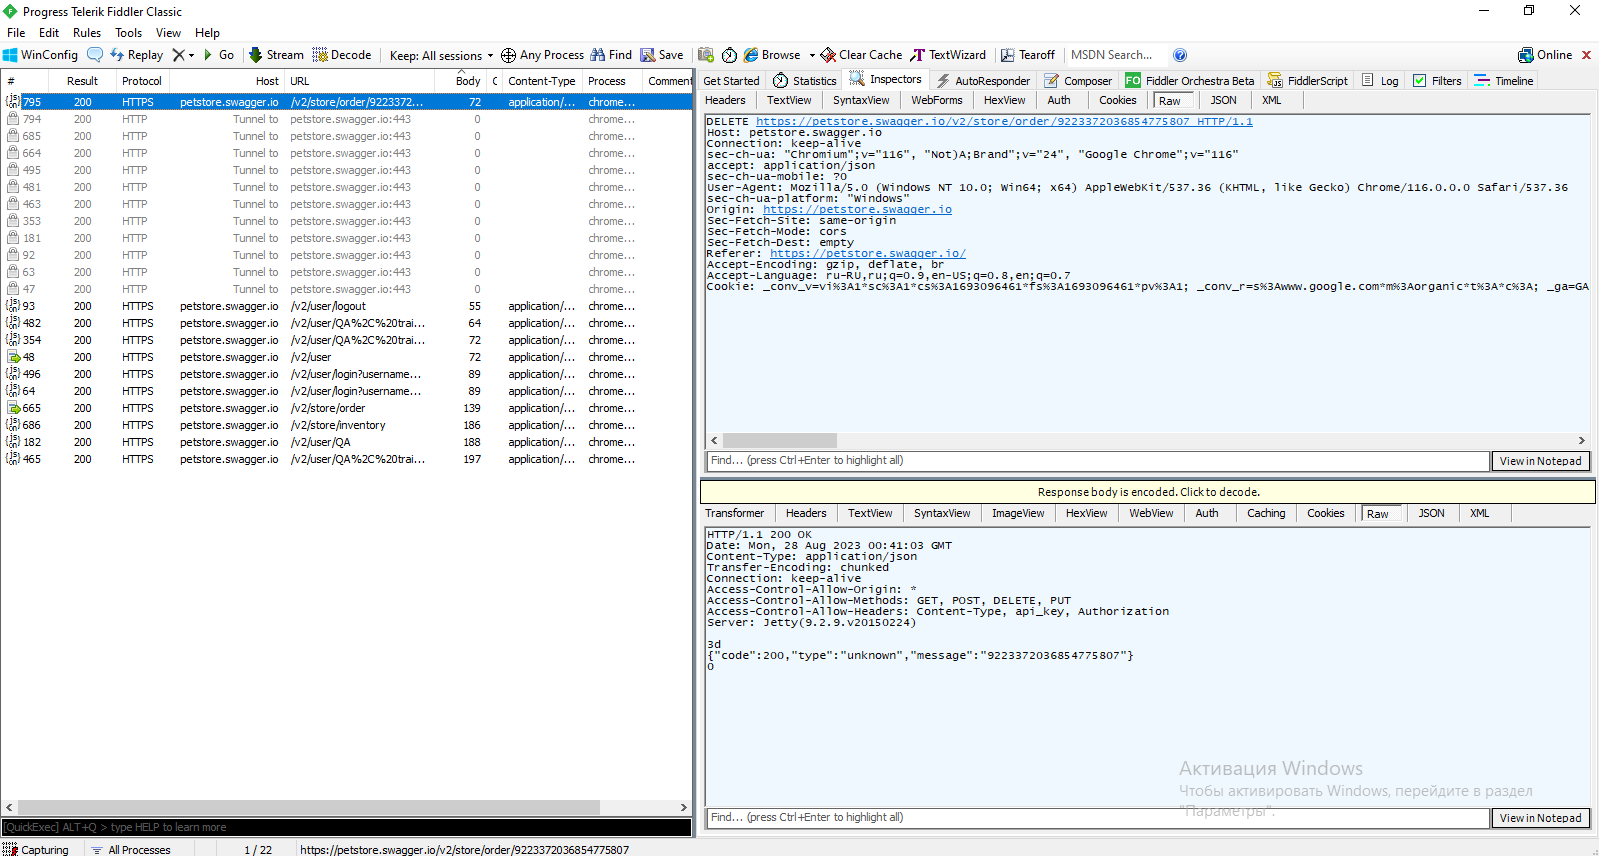 Progress Telerik Fiddler Classic
File Edit Rules Tools View Help
WinConfig Replay Go Stream Decode Keep: All sessions Any Process Find Save Browse Clear Cache TextWizard Tearoff MSDN Search... Online
# Result Protocol Host URL Body C Content-Type Process Comment
795 200 HTTPS petstore.swagger.io /v2/store/order/9223372... 72 application/... chrome...
794 200 HTTP Tunnel to petstore.swagger.io:443 0 chrome...
685 200 HTTP Tunnel to petstore.swagger.io:443 0 chrome...
664 200 HTTP Tunnel to petstore.swagger.io:443 0 chrome...
495 200 HTTP Tunnel to petstore.swagger.io:443 0 chrome...
481 200 HTTP Tunnel to petstore.swagger.io:443 0 chrome...
463 200 HTTP Tunnel to petstore.swagger.io:443 0 chrome...
353 200 HTTP Tunnel to petstore.swagger.io:443 0 chrome...
181 200 HTTP Tunnel to petstore.swagger.io:443 0 chrome...
92 200 HTTP Tunnel to petstore.swagger.io:443 0 chrome...
63 200 HTTP Tunnel to petstore.swagger.io:443 0 chrome...
47 200 HTTP Tunnel to petstore.swagger.io:443 0 chrome...
93 200 HTTPS petstore.swagger.io /v2/user/logout 55 application/... chrome...
482 200 HTTPS petstore.swagger.io /v2/user/QA%2C%20trai... 64 application/... chrome...
354 200 HTTPS petstore.swagger.io /v2/user/QA%2C%20trai... 72 application/... chrome...
48 200 HTTPS petstore.swagger.io /v2/user 72 application/... chrome...
496 200 HTTPS petstore.swagger.io /v2/user/login?username... 89 application/... chrome...
64 200 HTTPS petstore.swagger.io /v2/user/login?username... 89 application/... chrome...
665 200 HTTPS petstore.swagger.io /v2/store/order 139 application/... chrome...
686 200 HTTPS petstore.swagger.io /v2/store/inventory 186 application/... chrome...
182 200 HTTPS petstore.swagger.io /v2/user/QA 188 application/... chrome...
465 200 HTTPS petstore.swagger.io /v2/user/QA%2C%20trai... 197 application/... chrome...
[QuickExec] ALT+Q > type HELP to learn more
Get Started Statistics Inspectors AutoResponder Composer FO Fiddler Orchestra Beta FiddlerScript Log Filters Timeline
Headers TextView SyntaxView WebForms HexView Auth Cookies Raw JSON XML
DELETE https://petstore.swagger.io/v2/store/order/9223372036854775807 HTTP/1.1
Host: petstore.swagger.io
Connection: keep-alive
sec-ch-ua: "Chromium";v="116", "Not)A;Brand";v="24", "Google Chrome";v="116"
accept: application/json
sec-ch-ua-mobile: ?0
User-Agent: Mozilla/5.0 (Windows NT 10.0; Win64; x64) AppleWebKit/537.36 (KHTML, like Gecko) Chrome/116.0.0.0 Safari/537.36
sec-ch-ua-platform: "Windows"
Origin: https://petstore.swagger.io
Sec-Fetch-Site: same-origin
Sec-Fetch-Mode: cors
Sec-Fetch-Dest: empty
Referer: https://petstore.swagger.io/
Accept-Encoding: gzip, deflate, br
Accept-Language: ru-RU,ru;q=0.9,en-US;q=0.8,en;q=0.7
Cookie: _conv_v=vi%3A1*sc%3A1*cs%3A1693096461*fs%3A1693096461*pv%3A1; _conv_r=s%3Awww.google.com*m%3Aorganic*t%3A*c%3A; _ga=GA
Find... (press Ctrl+Enter to highlight all) View in Notepad
Response body is encoded. Click to decode.
Transformer Headers TextView SyntaxView ImageView HexView WebView Auth Caching Cookies Raw JSON XML
HTTP/1.1 200 OK
Date: Mon, 28 Aug 2023 00:41:03 GMT
Content-Type: application/json
Transfer-Encoding: chunked
Connection: keep-alive
Access-Control-Allow-Origin: *
Access-Control-Allow-Methods: GET, POST, DELETE, PUT
Access-Control-Allow-Headers: Content-Type, api_key, Authorization
Server: Jetty(9.2.9.v20150224)
3d
{"code":200,"type":"unknown","message":"9223372036854775807"}
0
Активация Windows
Чтобы активировать Windows, перейдите в раздел
"Параметры".
Find... (press Ctrl+Enter to highlight all) View in Notepad
Capturing All Processes 1 / 22 https://petstore.swagger.io/v2/store/order/9223372036854775807